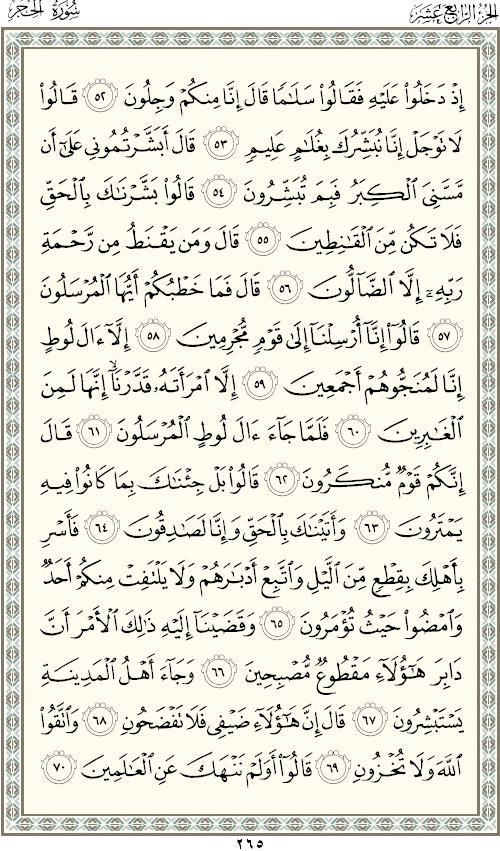 سُورَةُ الحِجر الجُزءُ الرَّابِعَ عَشَرَ
إِذْ دَخَلُوا۟ عَلَيْهِ فَقَالُوا۟ سَلَـٰمًا قَالَ إِنَّا مِنكُمْ وَجِلُونَ ٥٢ قَالُوا۟
لَا تَوْجَلْ إِنَّا نُبَشِّرُكَ بِغُلَـٰمٍ عَلِيمٍ ٥٣ قَالَ أَبَشَّرْتُمُونِى عَلَىٰٓ أَن
مَّسَّنِىَ ٱلْكِبَرُ فَبِمَ تُبَشِّرُونَ ٥٤ قَالُوا۟ بَشَّرْنَـٰكَ بِٱلْحَقِّ
فَلَا تَكُن مِّنَ ٱلْقَـٰنِطِينَ ٥٥ قَالَ وَمَن يَقْنَطُ مِن رَّحْمَةِ
رَبِّهِۦٓ إِلَّا ٱلضَّآلُّونَ ٥٦ قَالَ فَمَا خَطْبُكُمْ أَيُّهَا ٱلْمُرْسَلُونَ
٥٧ قَالُوٓا۟ إِنَّآ أُرْسِلْنَآ إِلَىٰ قَوْمٍ مُّجْرِمِينَ ٥٨ إِلَّآ ءَالَ لُوطٍ
إِنَّا لَمُنَجُّوهُمْ أَجْمَعِينَ ٥٩ إِلَّا ٱمْرَأَتَهُۥ قَدَّرْنَآ ۙ إِنَّهَا لَمِنَ
ٱلْغَـٰبِرِينَ ٦٠ فَلَمَّا جَآءَ ءَالَ لُوطٍ ٱلْمُرْسَلُونَ ٦١ قَالَ
إِنَّكُمْ قَوْمٌ مُّنكَرُونَ ٦٢ قَالُوا۟ بَلْ جِئْنَـٰكَ بِمَا كَانُوا۟ فِيهِ
يَمْتَرُونَ ٦٣ وَأَتَيْنَـٰكَ بِٱلْحَقِّ وَإِنَّا لَصَـٰدِقُونَ ٦٤ فَأَسْرِ
بِأَهْلِكَ بِقِطْعٍ مِّنَ ٱلَّيْلِ وَٱتَّبِعْ أَدْبَـٰرَهُمْ وَلَا يَلْتَفِتْ مِنكُمْ أَحَدٌ
وَٱمْضُوا۟ حَيْثُ تُؤْمَرُونَ ٦٥ وَقَضَيْنَآ إِلَيْهِ ذَٰلِكَ ٱلْأَمْرَ أَنَّ
دَابِرَ هَـٰٓؤُلَآءِ مَقْطُوعٌ مُّصْبِحِينَ ٦٦ وَجَآءَ أَهْلُ ٱلْمَدِينَةِ
يَسْتَبْشِرُونَ ٦٧ قَالَ إِنَّ هَـٰٓؤُلَآءِ ضَيْفِى فَلَا تَفْضَحُونِ ٦٨ وَٱتَّقُوا۟
ٱللَّهَ وَلَا تُخْزُونِ ٦٩ قَالُوٓا۟ أَوَلَمْ نَنْهَكَ عَنِ ٱلْعَـٰلَمِينَ ٧٠
٢٦٥